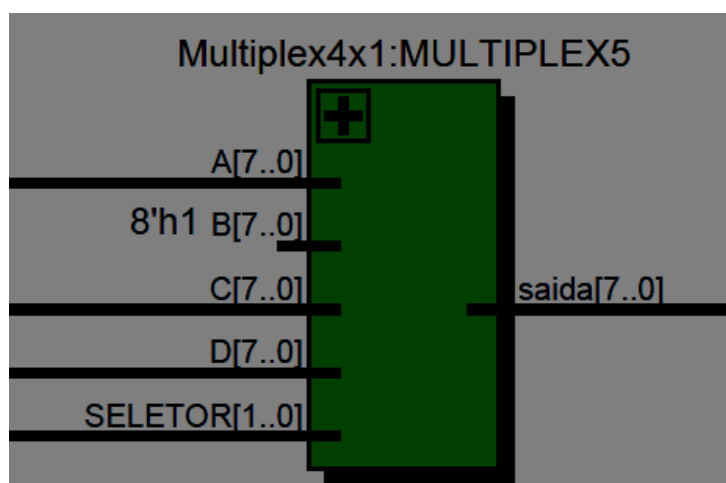 Multiplex4x1:MULTIPLEX5
A[7..0]
8'h1 B[7..0]
C[7..0]
saida[7..0]
D[7..0]
SELETOR[1..0]